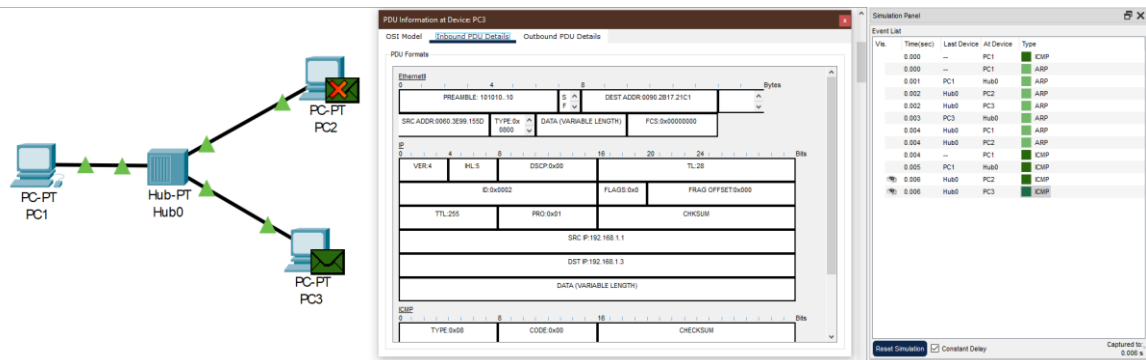 PC-PT
PC1
Hub-PT
Hub0
PC-PT
PC2
PC-PT
PC3
PDU Information at Device: PC3
x
OSI Model Inbound PDU Details Outbound PDU Details
PDU Formats
EthernetII
0 4 8 Bytes
PREAMBLE: 101010..10 S F DEST ADDR:0090.2B17.21C1
SRC ADDR:0060.3E99.155D TYPE:0x 0800 DATA (VARIABLE LENGTH) FCS:0x00000000
IP
0 4 8 16 20 24 Bits
VER:4 IHL:5 DSCP:0x00 TL:28
ID:0x0002 FLAGS:0x0 FRAG OFFSET:0x000
TTL:255 PRO:0x01 CHKSUM
SRC IP:192.168.1.1
DST IP:192.168.1.3
DATA (VARIABLE LENGTH)
ICMP
0 8 16 Bits
TYPE:0x08 CODE:0x00 CHECKSUM
Simulation Panel
Event List
Vis. Time(sec) Last Device At Device Type
0.000 -- PC1 ICMP
0.000 -- PC1 ARP
0.001 PC1 Hub0 ARP
0.002 Hub0 PC2 ARP
0.002 Hub0 PC3 ARP
0.003 PC3 Hub0 ARP
0.004 Hub0 PC1 ARP
0.004 Hub0 PC2 ARP
0.004 -- PC1 ICMP
0.005 PC1 Hub0 ICMP
0.006 Hub0 PC2 ICMP
0.006 Hub0 PC3 ICMP
Reset Simulation Constant Delay Captured to:
0.006 s